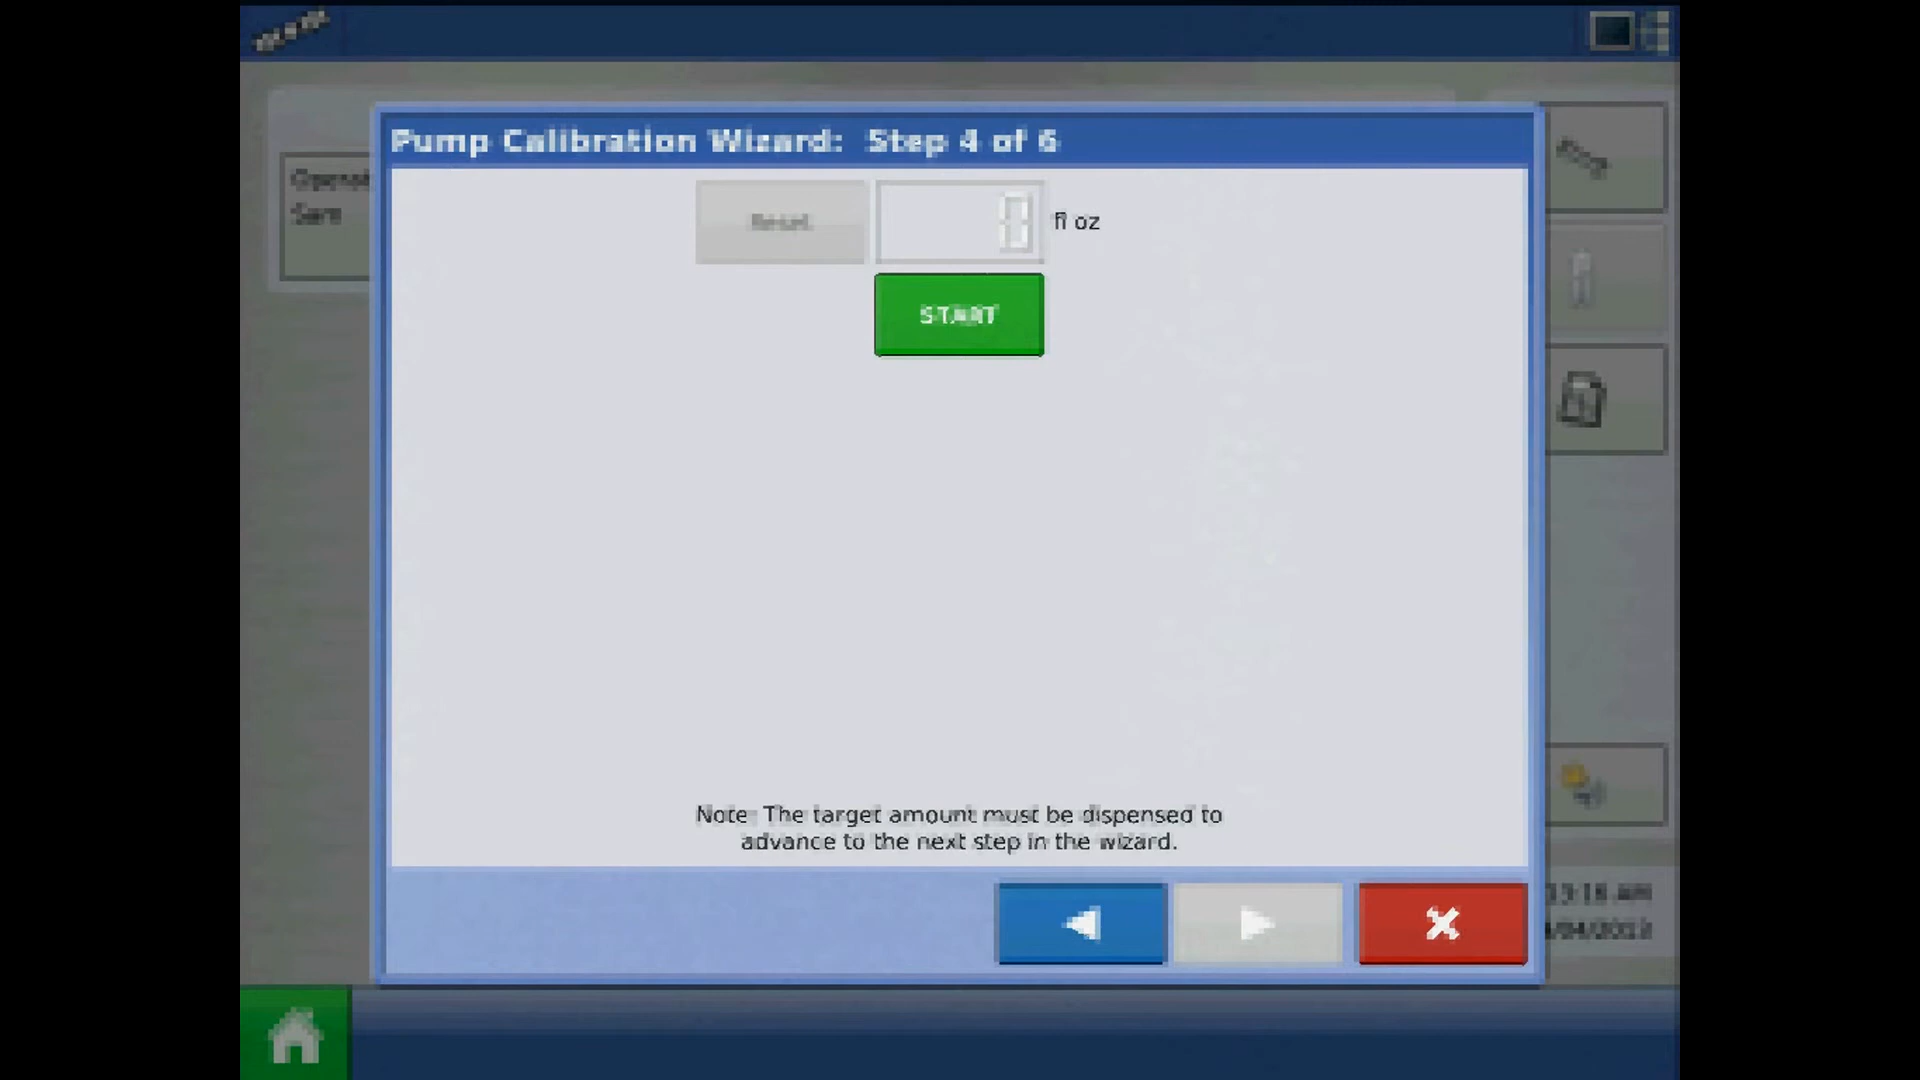 Pump Calibration Wizard: Step 4 of 6
Reset
0
fl oz
START
Note: The target amount must be dispensed to
advance to the next step in the wizard.